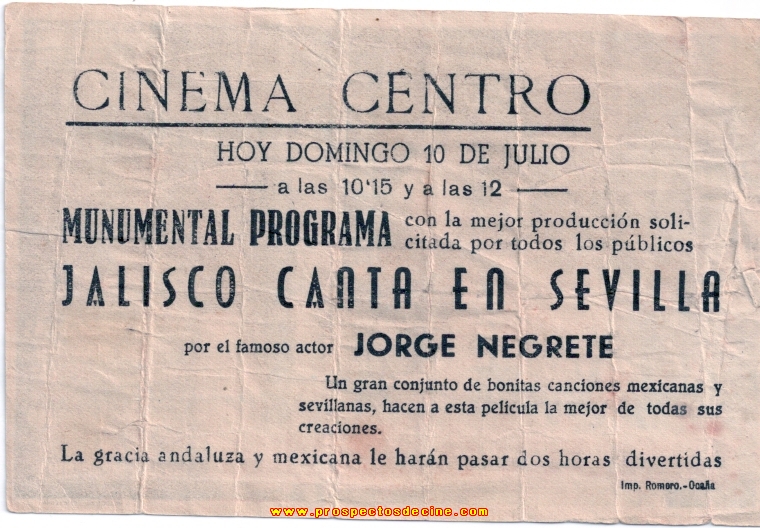 CINEMA CENTRO
HOY DOMINGO 10 DE JULIO
a las 10'15 y a las 12
MUNUMENTAL PROGRAMA con la mejor producción soli-
citada por todos los públicos
JALISCO CANTA EN SEVILLA
por el famoso actor JORGE NEGRETE
Un gran conjunto de bonitas canciones mexicanas y
sevillanas, hacen a esta película la mejor de todas sus
creaciones.
La gracia andaluza y mexicana le harán pasar dos horas divertidas
Imp. Romero.-Ocaña
www.prospectosdecine.com